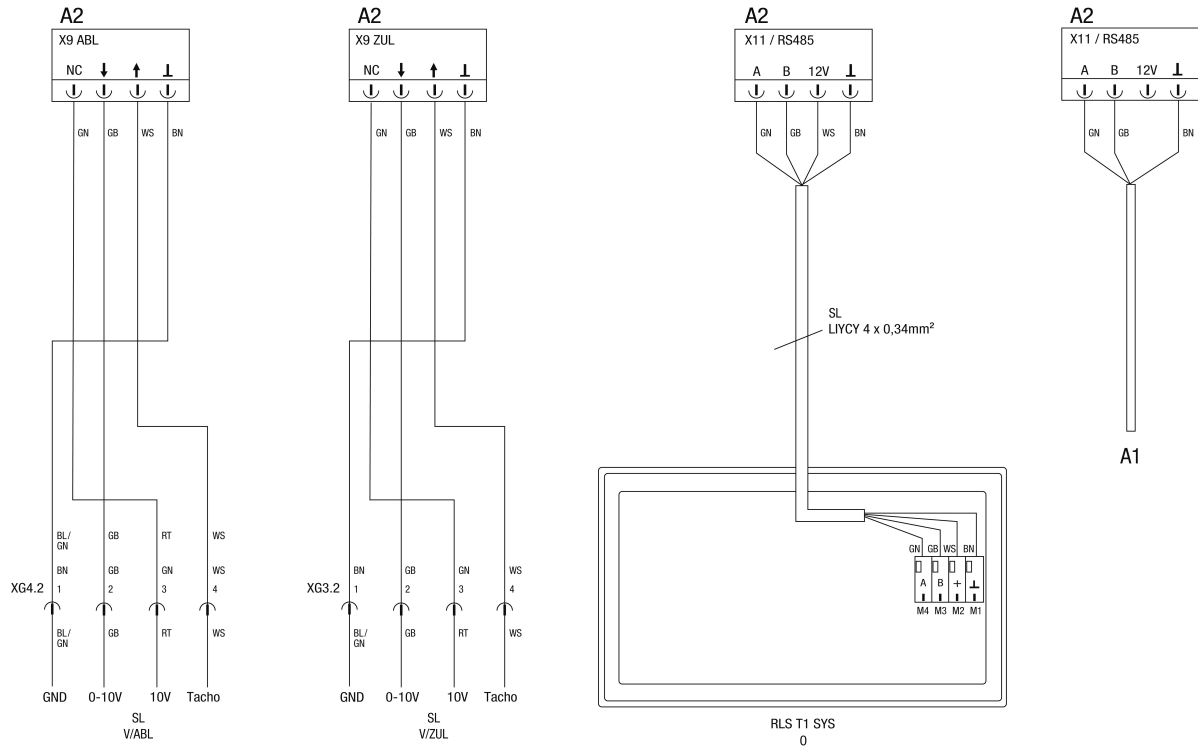 A2
X9 ABL
NC
GN
GB
WS
BN
BL/
GN
GB
RT
WS
BN
GB
GN
WS
XG4.2
1
2
3
4
BL/
GN
GB
RT
WS
GND
0-10V
10V
Tacho
SL
V/ABL
A2
X9 ZUL
NC
GN
GB
WS
BN
BN
GB
GN
WS
XG3.2
1
2
3
4
BL/
GN
GB
RT
WS
GND
0-10V
10V
Tacho
SL
V/ZUL
A2
X11 / RS485
A
B
12V
GN
GB
WS
BN
SL
LIYCY 4 x 0,34mm²
GN
GB
WS
BN
A
B
+
M4
M3
M2
M1
RLS T1 SYS
0
A2
X11 / RS485
A
B
12V
GN
GB
BN
A1